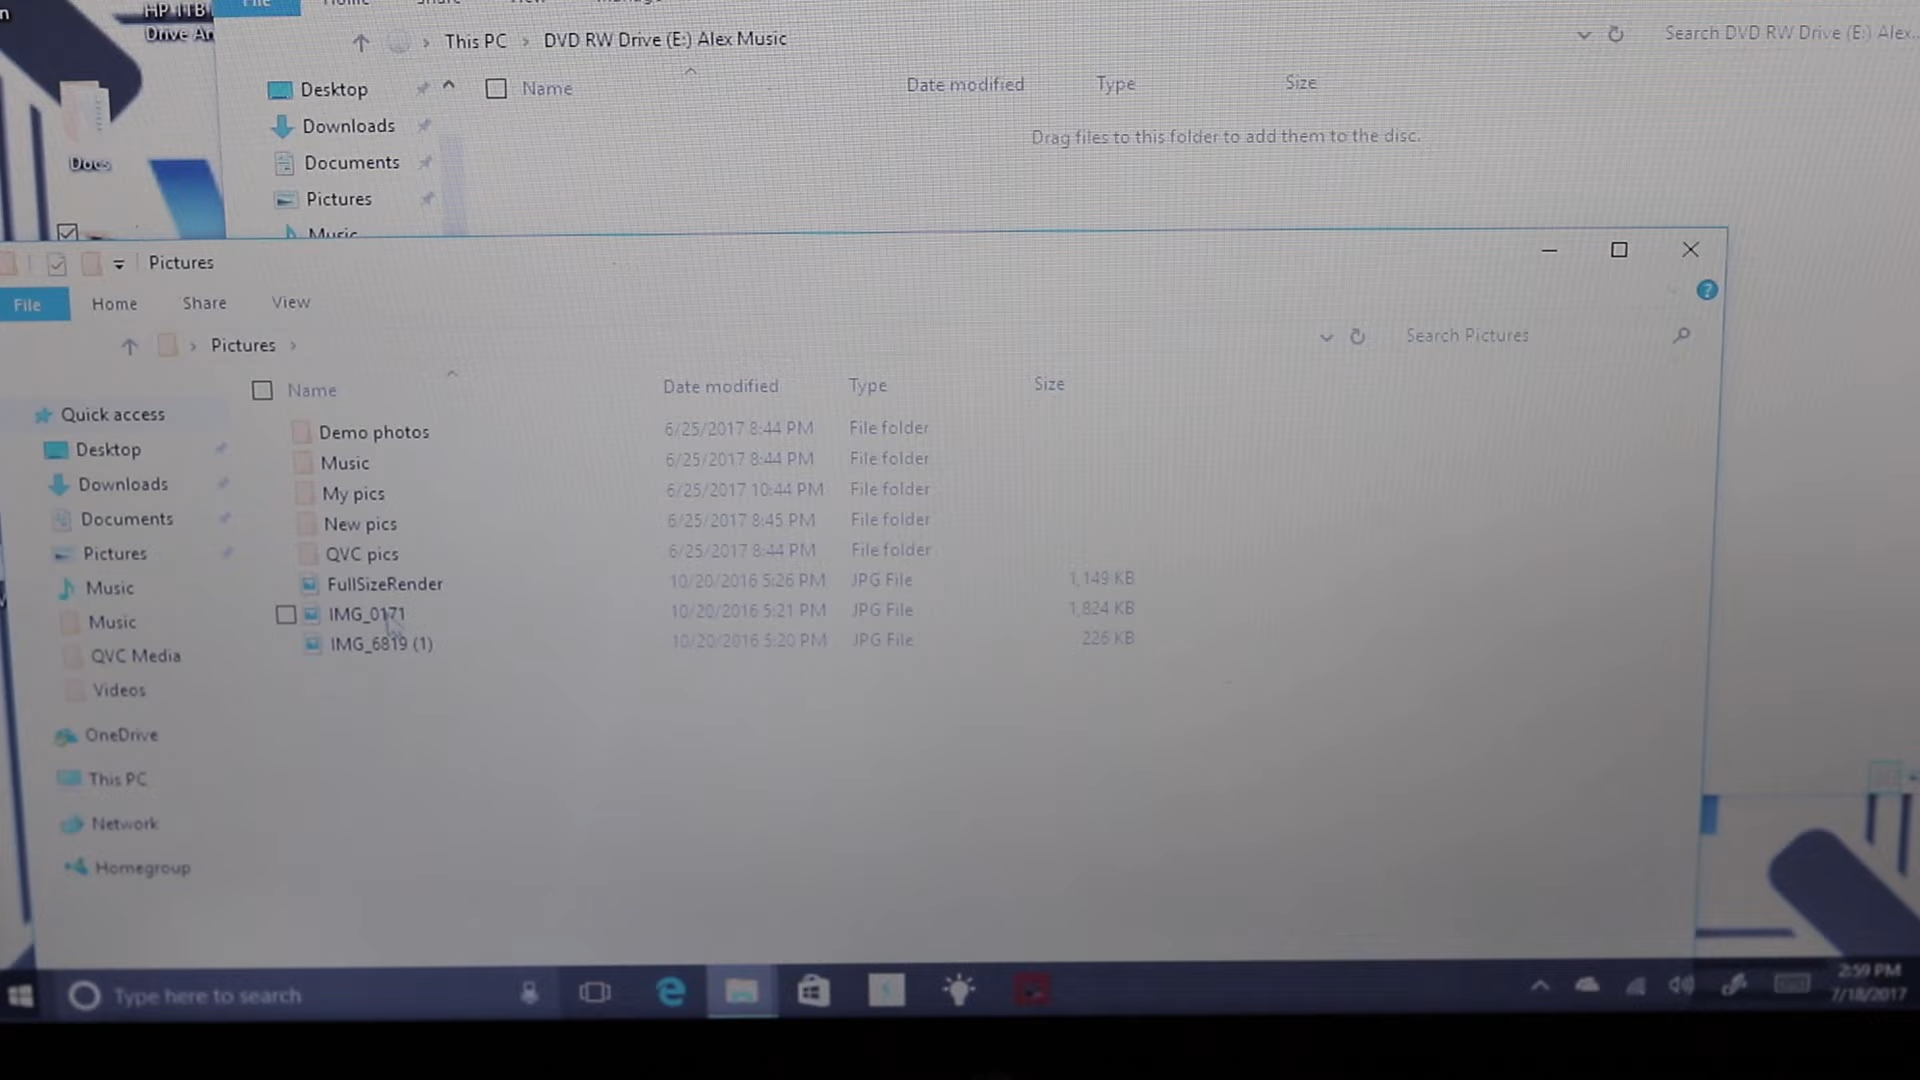 HP 1TB
Drive An
File
This PC > DVD RW Drive (E:) Alex Music
Search DVD RW Drive (E:) Alex...
Desktop
Name
Date modified
Type
Size
Downloads
Drag files to this folder to add them to the disc.
Docs
Documents
Pictures
Music
Pictures
File
Home
Share
View
Pictures >
Search Pictures
Name
Date modified
Type
Size
Quick access
Desktop
Downloads
Documents
Pictures
Music
Music
QVC Media
Videos
OneDrive
This PC
Network
Homegroup
Demo photos 6/25/2017 8:44 PM File folder
Music 6/25/2017 8:44 PM File folder
My pics 6/25/2017 10:44 PM File folder
New pics 6/25/2017 8:45 PM File folder
QVC pics 6/25/2017 8:44 PM File folder
FullSizeRender 10/20/2016 5:26 PM JPG File 1,149 KB
IMG_0171 10/20/2016 5:21 PM JPG File 1,824 KB
IMG_6819 (1) 10/20/2016 5:20 PM JPG File 226 KB
Type here to search
2:59 PM
7/18/2017